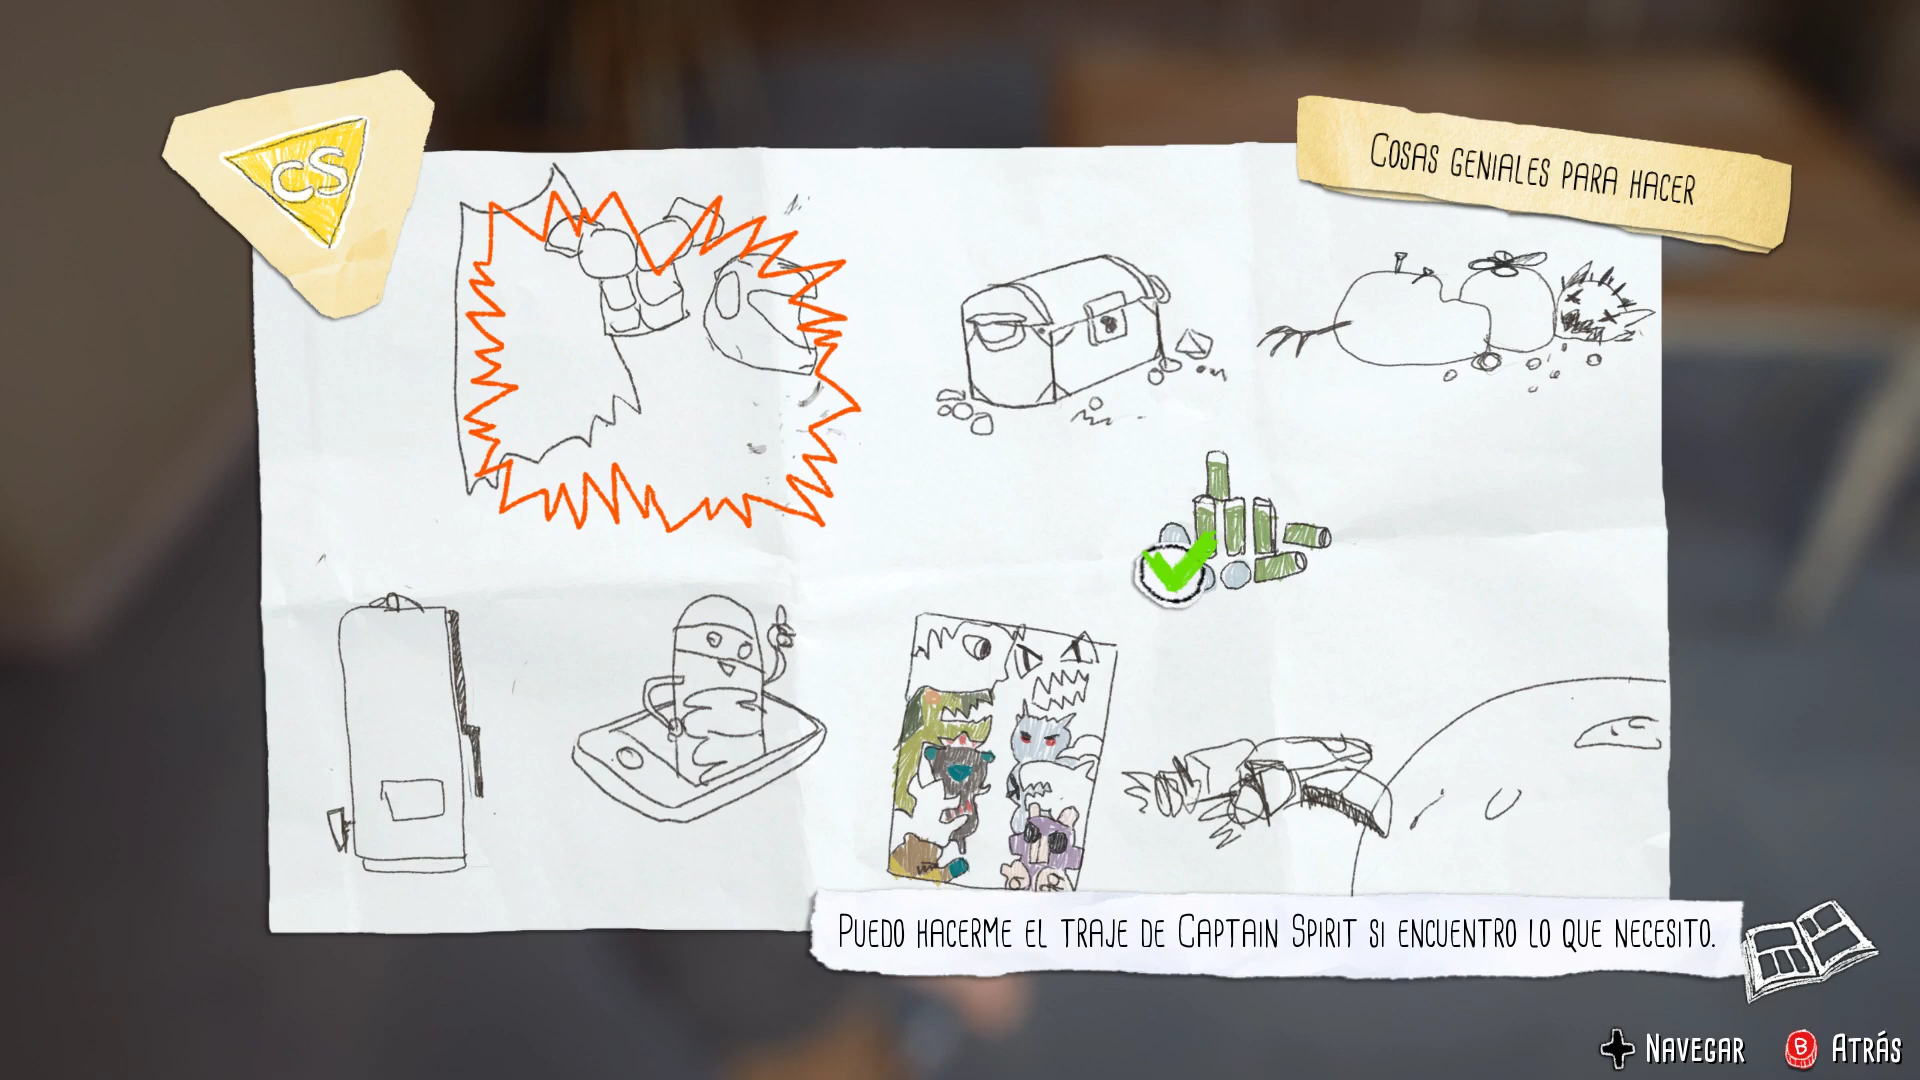 CS
COSAS GENIALES PARA HACER
PUEDO HACERME EL TRAJE DE CAPTAIN SPIRIT SI ENCUENTRO LO QUE NECESITO.
NAVEGAR
B ATRÁS